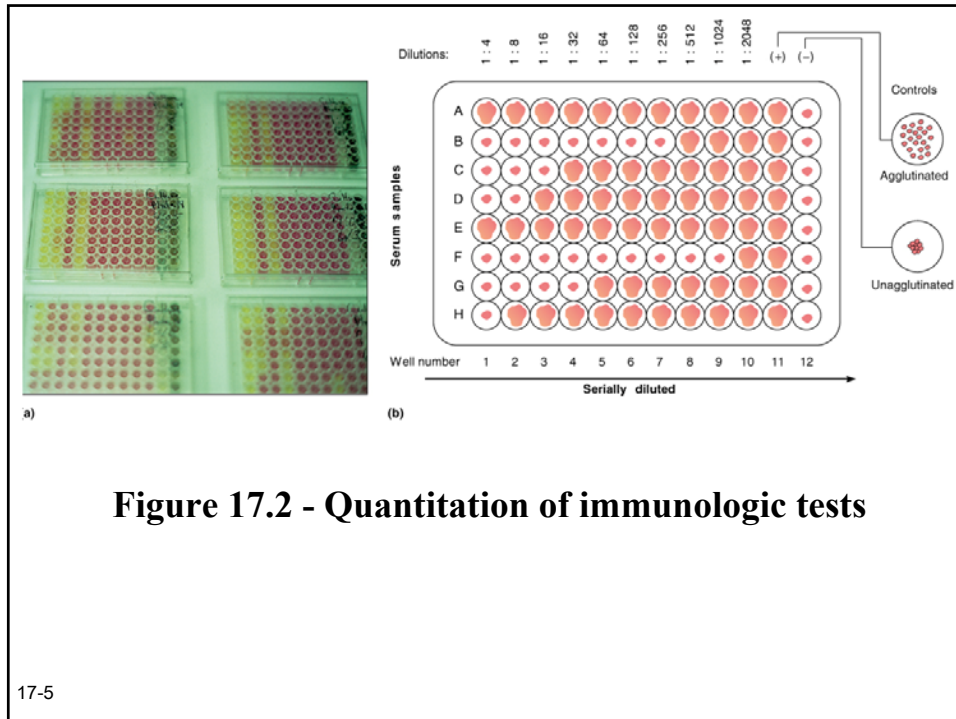 Dilutions:
1 : 4
1 : 8
1 : 16
1 : 32
1 : 64
1 : 128
1 : 256
1 : 512
1 : 1024
1 : 2048
(+)
(−)
Controls
Agglutinated
Unagglutinated
Serum samples
A
B
C
D
E
F
G
H
Well number 1 2 3 4 5 6 7 8 9 10 11 12
Serially diluted
(a)
(b)
Figure 17.2 - Quantitation of immunologic tests
17-5